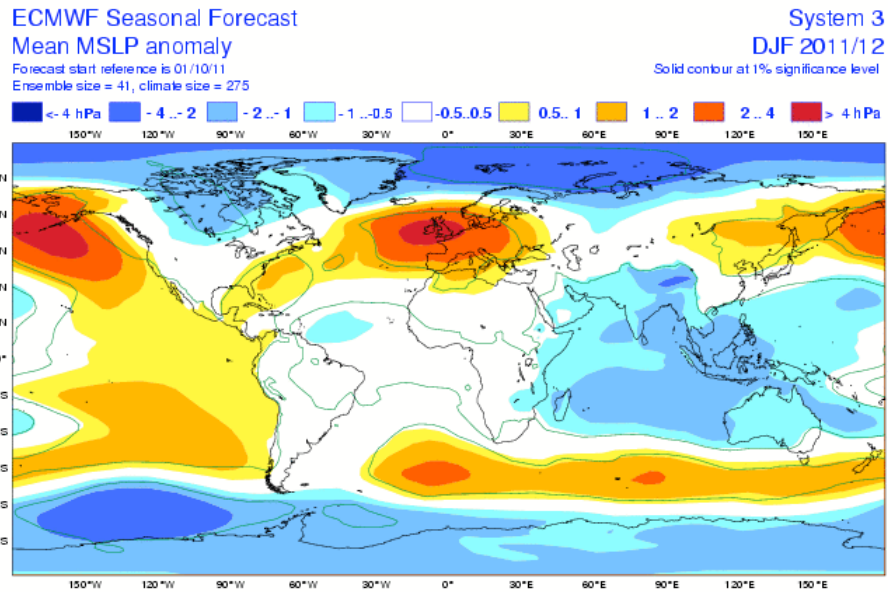 ECMWF Seasonal Forecast
System 3
Mean MSLP anomaly
DJF 2011/12
Forecast start reference is 01/10/11
Solid contour at 1% significance level
Ensemble size = 41, climate size = 275
<- 4 hPa - 4 ..- 2 - 2 ..- 1 - 1 ..-0.5 -0.5..0.5 0.5.. 1 1 .. 2 2 .. 4 > 4 hPa
150°W 120°W 90°W 60°W 30°W 0° 30°E 60°E 90°E 120°E 150°E
N
N
N
N
N
°
S
S
S
S
S
150°W 120°W 90°W 60°W 30°W 0° 30°E 60°E 90°E 120°E 150°E